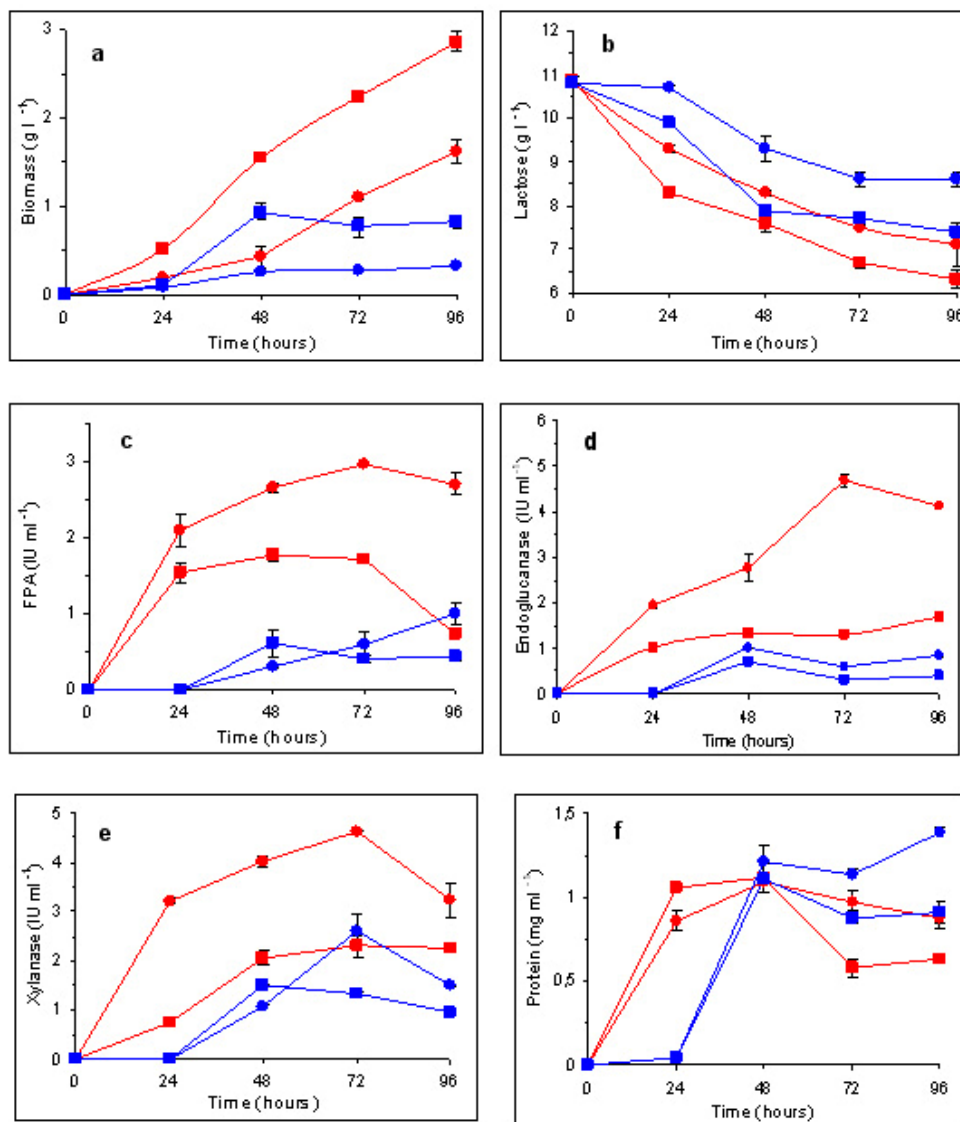 a
Biomass (g l⁻¹)
3
2
1
0
0 24 48 72 96
Time (hours)
b
Lactose (g l⁻¹)
11
10
9
8
7
6
0 24 48 72 96
Time (hours)
c
FPA (IU ml⁻¹)
3
2
1
0
0 24 48 72 96
Time (hours)
d
Endoglucanase (IU ml⁻¹)
6
5
4
3
2
1
0
0 24 48 72 96
Time (hours)
e
Xylanase (IU ml⁻¹)
5
4
3
2
1
0
0 24 48 72 96
Time (hours)
f
Protein (mg ml⁻¹)
1,5
1
0,5
0
0 24 48 72 96
Time (hours)